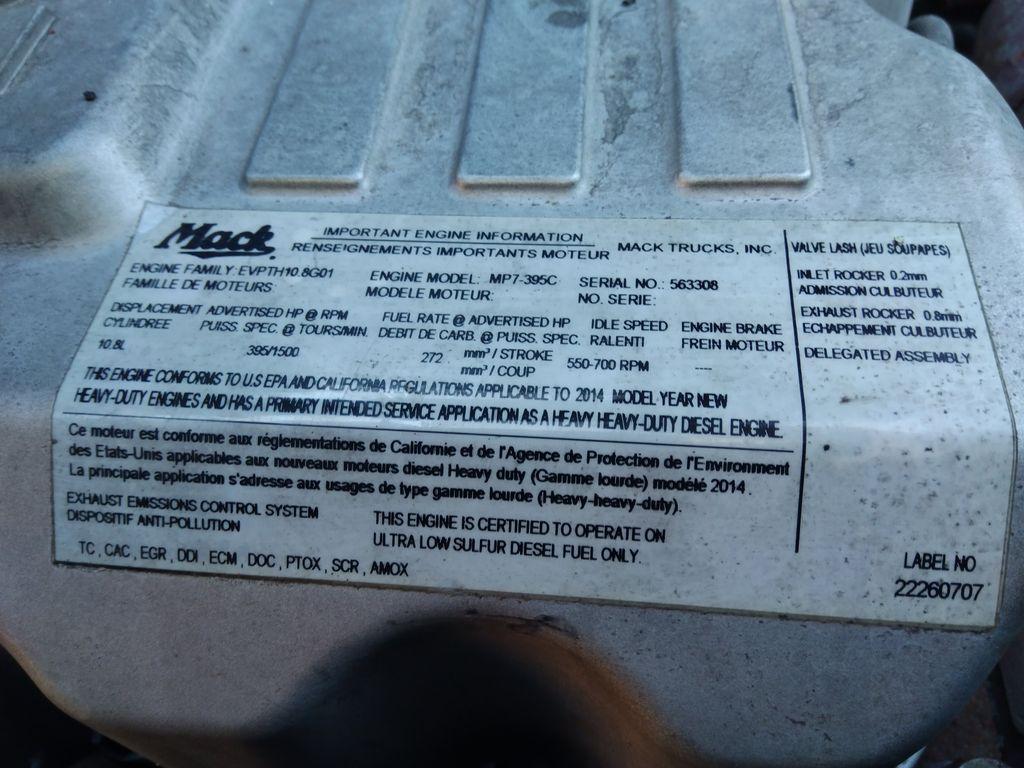 Mack
IMPORTANT ENGINE INFORMATION
RENSEIGNEMENTS IMPORTANTS MOTEUR
MACK TRUCKS, INC.
ENGINE FAMILY: EVPTH10.8G01
FAMILLE DE MOTEURS:
ENGINE MODEL: MP7-395C
MODELE MOTEUR:
SERIAL NO.: 563308
NO. SERIE:
DISPLACEMENT ADVERTISED HP @ RPM FUEL RATE @ ADVERTISED HP IDLE SPEED ENGINE BRAKE
CYLINDREE PUISS. SPEC. @ TOURS/MIN. DEBIT DE CARB. @ PUISS. SPEC. RALENTI FREIN MOTEUR
10.8L 395/1500 272 mm³ / STROKE 550-700 RPM ----
mm³ / COUP
THIS ENGINE CONFORMS TO U.S EPA AND CALIFORNIA REGULATIONS APPLICABLE TO 2014 MODEL YEAR NEW
HEAVY-DUTY ENGINES AND HAS A PRIMARY INTENDED SERVICE APPLICATION AS A HEAVY HEAVY-DUTY DIESEL ENGINE.
Ce moteur est conforme aux réglementations de Californie et de l'Agence de Protection de l'Environment
des Etats-Unis applicables aux nouveaux moteurs diesel Heavy duty (Gamme lourde) modélé 2014 .
La principale application s'adresse aux usages de type gamme lourde (Heavy-heavy-duty).
EXHAUST EMISSIONS CONTROL SYSTEM
DISPOSITIF ANTI-POLLUTION
TC , CAC , EGR , DDI , ECM , DOC , PTOX , SCR , AMOX
THIS ENGINE IS CERTIFIED TO OPERATE ON
ULTRA LOW SULFUR DIESEL FUEL ONLY.
VALVE LASH (JEU SOUPAPES)
INLET ROCKER 0.2mm
ADMISSION CULBUTEUR
EXHAUST ROCKER 0.8mm
ECHAPPEMENT CULBUTEUR
DELEGATED ASSEMBLY
LABEL NO
22260707